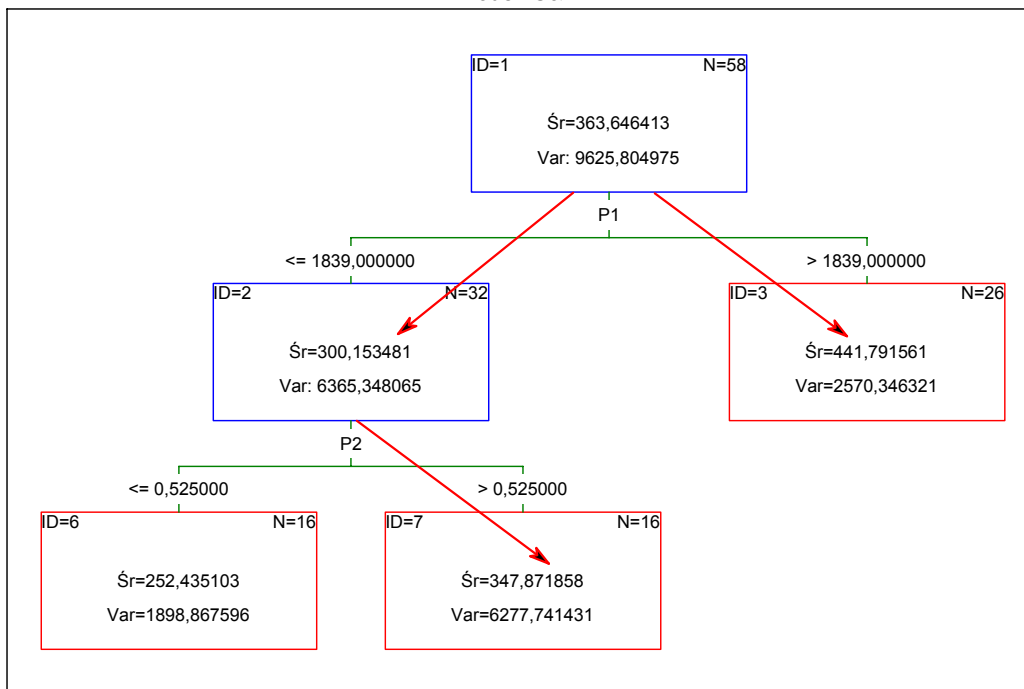 ID=1 N=58
Śr=363,646413
Var: 9625,804975
P1
<= 1839,000000 > 1839,000000
ID=2 N=32
Śr=300,153481
Var: 6365,348065
ID=3 N=26
Śr=441,791561
Var=2570,346321
P2
<= 0,525000 > 0,525000
ID=6 N=16
Śr=252,435103
Var=1898,867596
ID=7 N=16
Śr=347,871858
Var=6277,741431